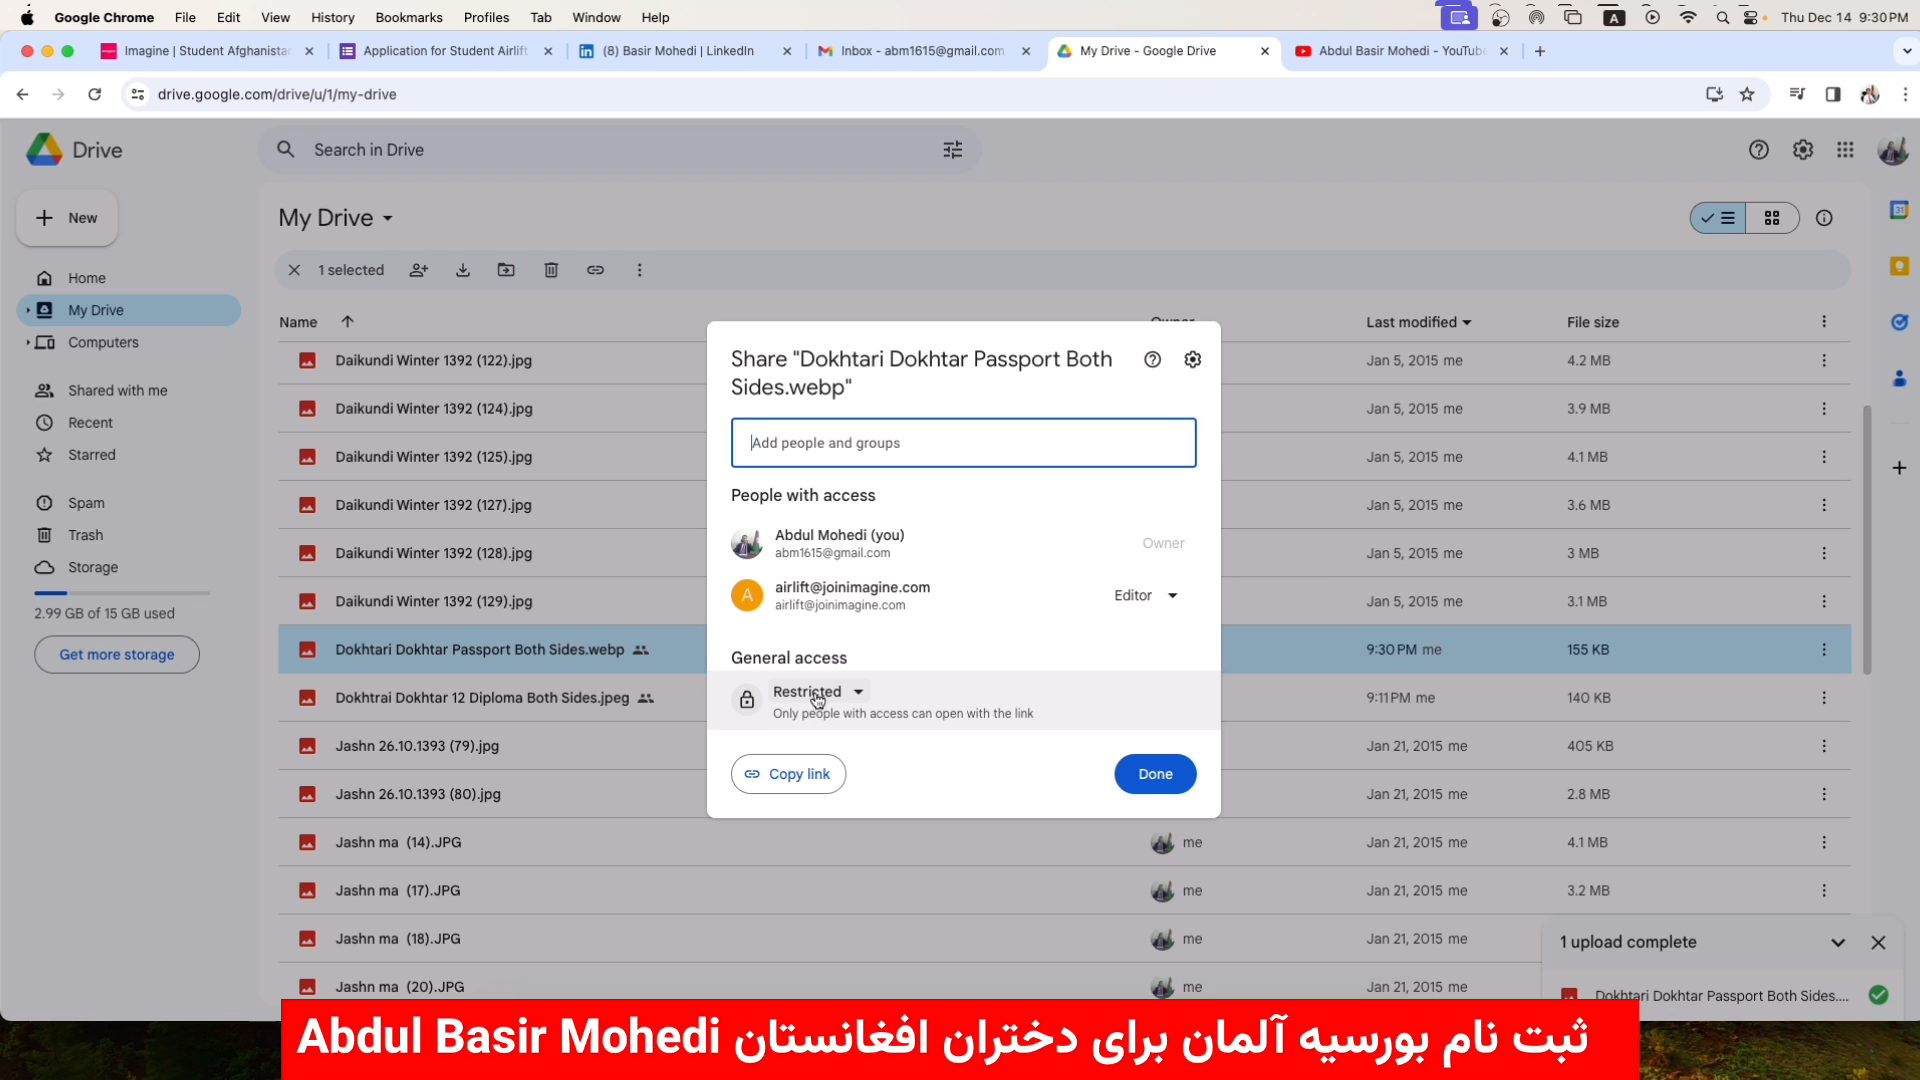 Google Chrome File Edit View History Bookmarks Profiles Tab Window Help
A Thu Dec 14 9:30 PM
Imagine | Student Afghanistan
Application for Student Airlift
(8) Basir Mohedi | LinkedIn
Inbox - abm1615@gmail.com
My Drive - Google Drive
Abdul Basir Mohedi - YouTube
drive.google.com/drive/u/1/my-drive
Drive
Search in Drive
New
Home
My Drive
Computers
Shared with me
Recent
Starred
Spam
Trash
Storage
2.99 GB of 15 GB used
Get more storage
My Drive
1 selected
Name Owner Last modified File size
Daikundi Winter 1392 (122).jpg Jan 5, 2015 me 4.2 MB
Daikundi Winter 1392 (124).jpg Jan 5, 2015 me 3.9 MB
Daikundi Winter 1392 (125).jpg Jan 5, 2015 me 4.1 MB
Daikundi Winter 1392 (127).jpg Jan 5, 2015 me 3.6 MB
Daikundi Winter 1392 (128).jpg Jan 5, 2015 me 3 MB
Daikundi Winter 1392 (129).jpg Jan 5, 2015 me 3.1 MB
Dokhtari Dokhtar Passport Both Sides.webp 9:30 PM me 155 KB
Dokhtrai Dokhtar 12 Diploma Both Sides.jpeg 9:11 PM me 140 KB
Jashn 26.10.1393 (79).jpg Jan 21, 2015 me 405 KB
Jashn 26.10.1393 (80).jpg Jan 21, 2015 me 2.8 MB
Jashn ma (14).JPG me Jan 21, 2015 me 4.1 MB
Jashn ma (17).JPG me Jan 21, 2015 me 3.2 MB
Jashn ma (18).JPG me Jan 21, 2015 me
Jashn ma (20).JPG me Jan 21, 2015 me
Share "Dokhtari Dokhtar Passport Both
Sides.webp"
Add people and groups
People with access
Abdul Mohedi (you)
abm1615@gmail.com
Owner
A
airlift@joinimagine.com
airlift@joinimagine.com
Editor
General access
Restricted
Only people with access can open with the link
Copy link
Done
31
1 upload complete
Dokhtari Dokhtar Passport Both Sides....
ثبت نام بورسیه آلمان برای دختران افغانستان Abdul Basir Mohedi